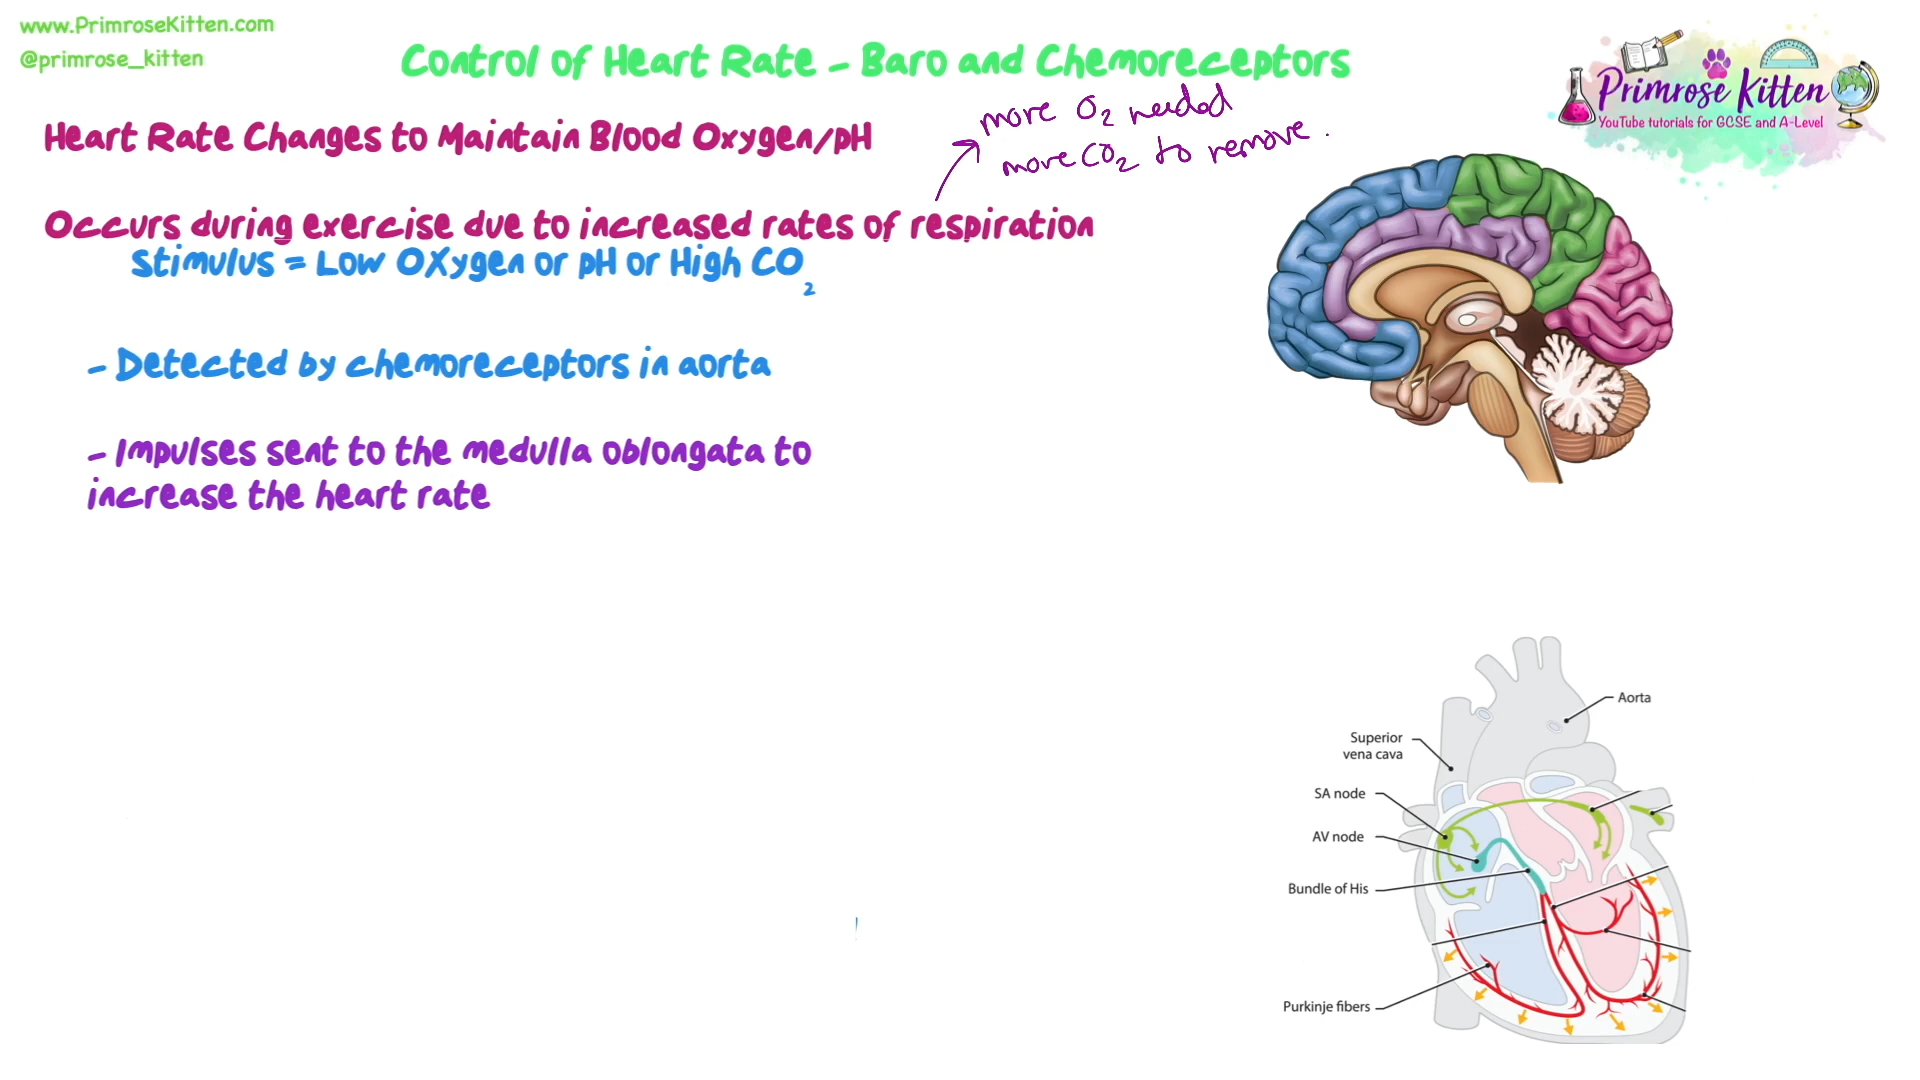 www.PrimroseKitten.com
@primrose_kitten
Control of Heart Rate - Baro and Chemoreceptors
Primrose Kitten
YouTube tutorials for GCSE and A-Level
Heart Rate Changes to Maintain Blood Oxygen/pH
more O₂ needed
more CO₂ to remove.
Occurs during exercise due to increased rates of respiration
Stimulus = Low OXygen or pH or High CO₂
- Detected by chemoreceptors in aorta
- Impulses sent to the medulla oblongata to
increase the heart rate
Aorta
Superior
vena cava
SA node
AV node
Bundle of His
Purkinje fibers